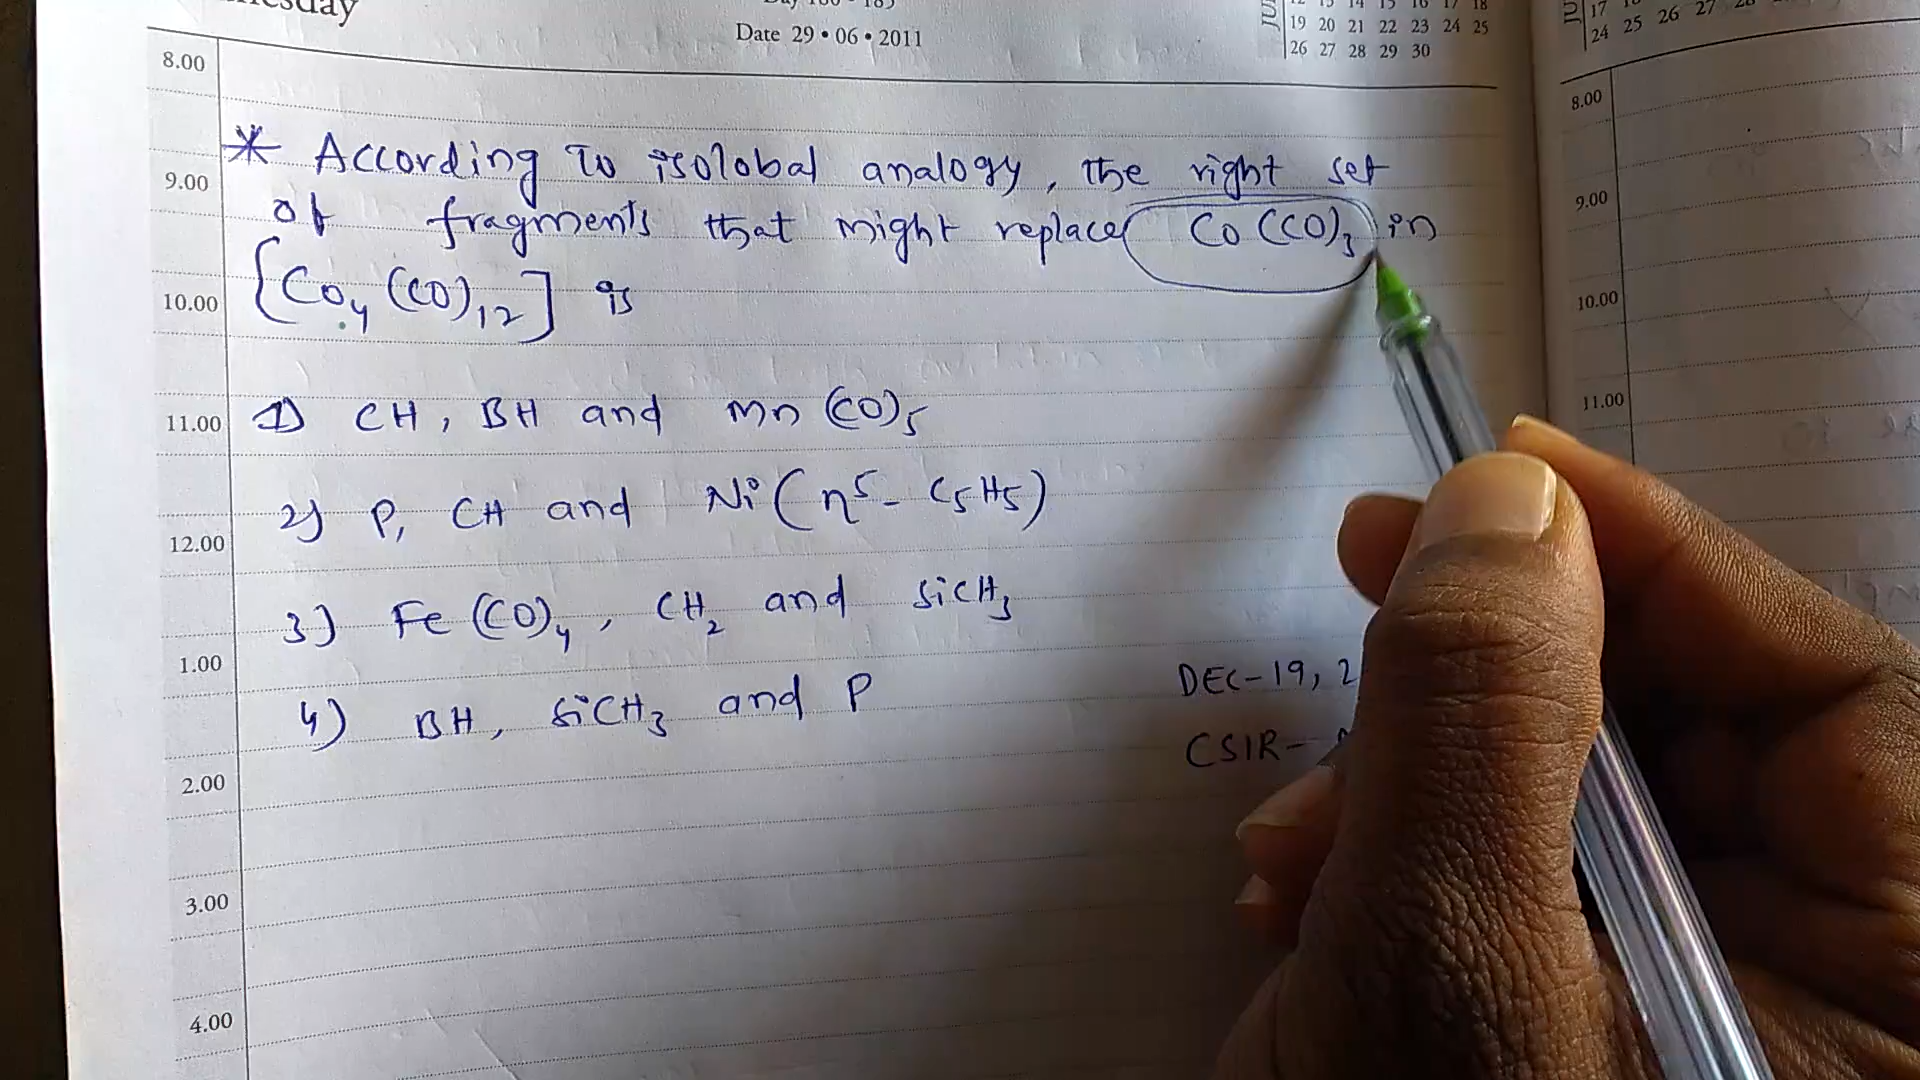 Date 29•06•2011
19 20 21 22 23 24 25
26 27 28 29 30
24 25 26 27
8.00
8.00
* According to isolobal analogy, the right set
9.00
9.00
of fragments that might replace Co(CO)3 in
[Co4(CO)12] is
10.00
10.00
11.00
11.00
1) CH, BH and Mn(CO)5
2) P, CH and Ni(η5-C5H5)
12.00
3) Fe(CO)4, CH2 and SiCH3
1.00
DEC-19, 2
4) BH, SiCH3 and P
CSIR-
2.00
3.00
4.00